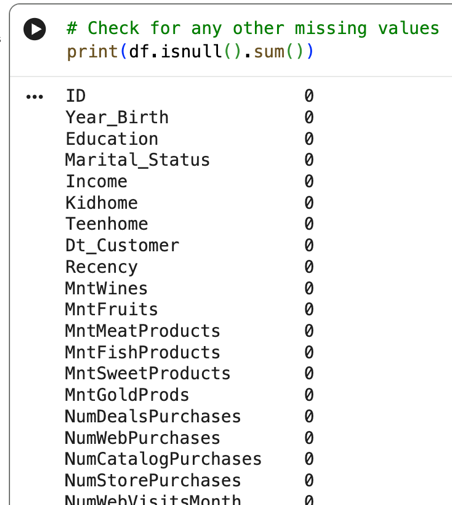 # Check for any other missing values
print(df.isnull().sum())
ID 0
Year_Birth 0
Education 0
Marital_Status 0
Income 0
Kidhome 0
Teenhome 0
Dt_Customer 0
Recency 0
MntWines 0
MntFruits 0
MntMeatProducts 0
MntFishProducts 0
MntSweetProducts 0
MntGoldProds 0
NumDealsPurchases 0
NumWebPurchases 0
NumCatalogPurchases 0
NumStorePurchases 0
NumWebVisitsMonth 0